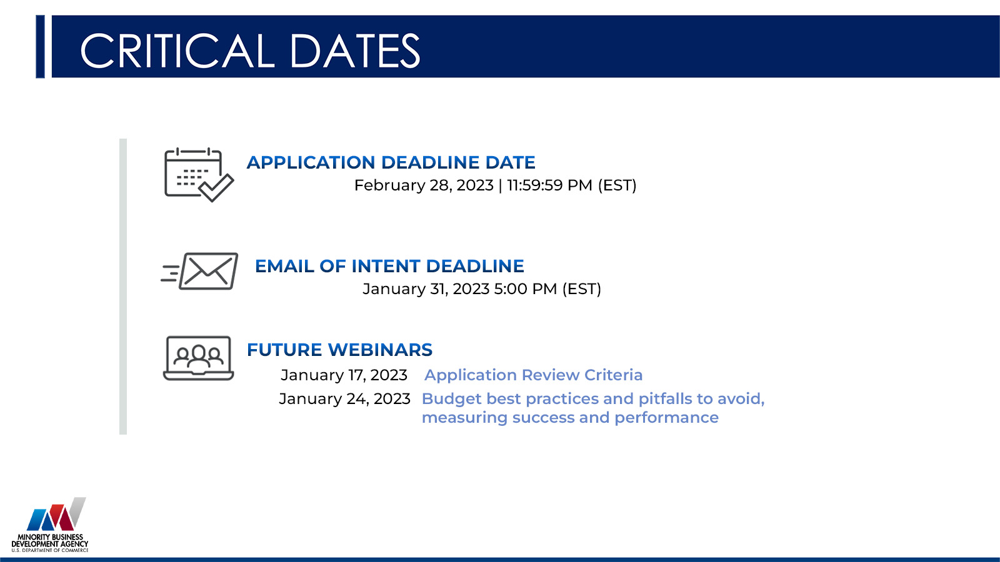 CRITICAL DATES
APPLICATION DEADLINE DATE
February 28, 2023 | 11:59:59 PM (EST)
EMAIL OF INTENT DEADLINE
January 31, 2023 5:00 PM (EST)
FUTURE WEBINARS
January 17, 2023 Application Review Criteria
January 24, 2023 Budget best practices and pitfalls to avoid,
measuring success and performance
MINORITY BUSINESS
DEVELOPMENT AGENCY
U.S. DEPARTMENT OF COMMERCE